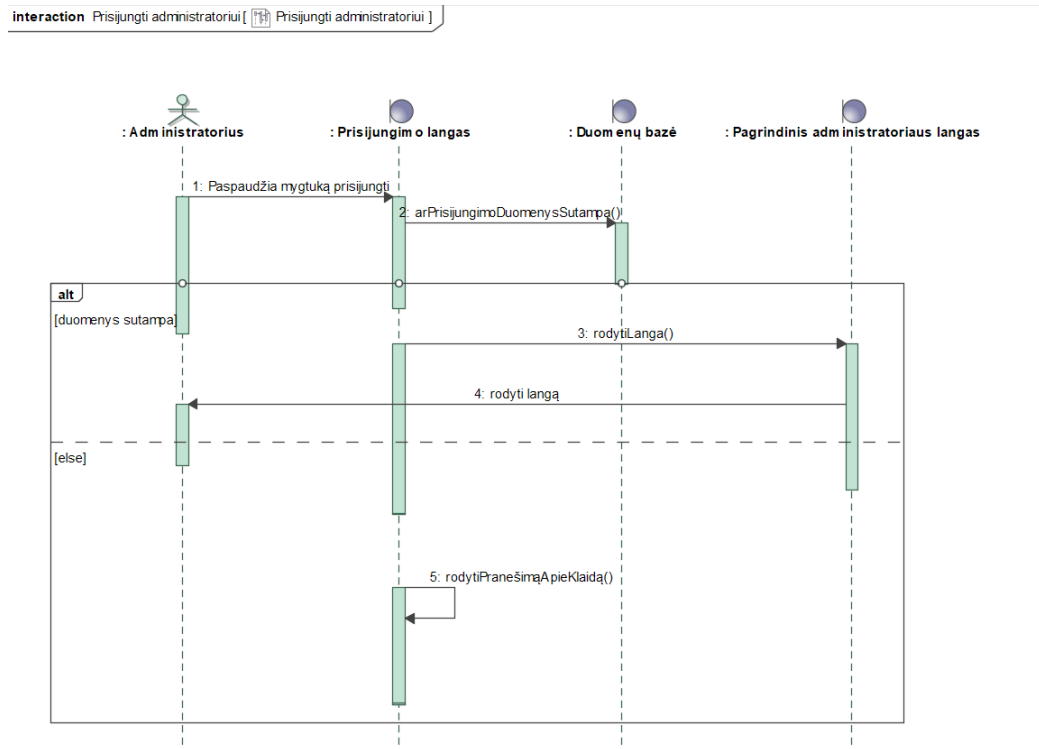 interaction Prisijungti administratoriui [ Prisijungti administratoriui ]
: Administratorius
: Prisijungimo langas
: Duomenų bazė
: Pagrindinis administratoriaus langas
1: Paspaudžia mygtuką prisijungti
2: arPrisijungimoDuomenysSutampa()
alt
[duomenys sutampa]
3: rodytiLanga()
4: rodyti langą
[else]
5: rodytiPranešimąApieKlaidą()